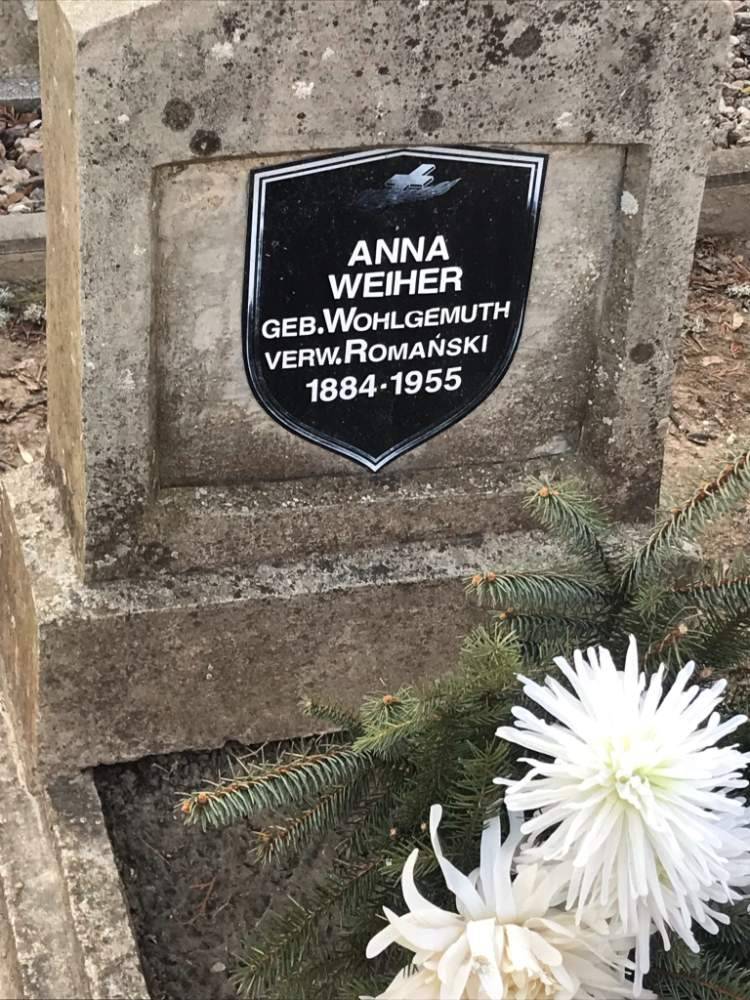 ANNA
WEIHER
GEB.WOHLGEMUTH
VERW.ROMAŃSKI
1884-1955